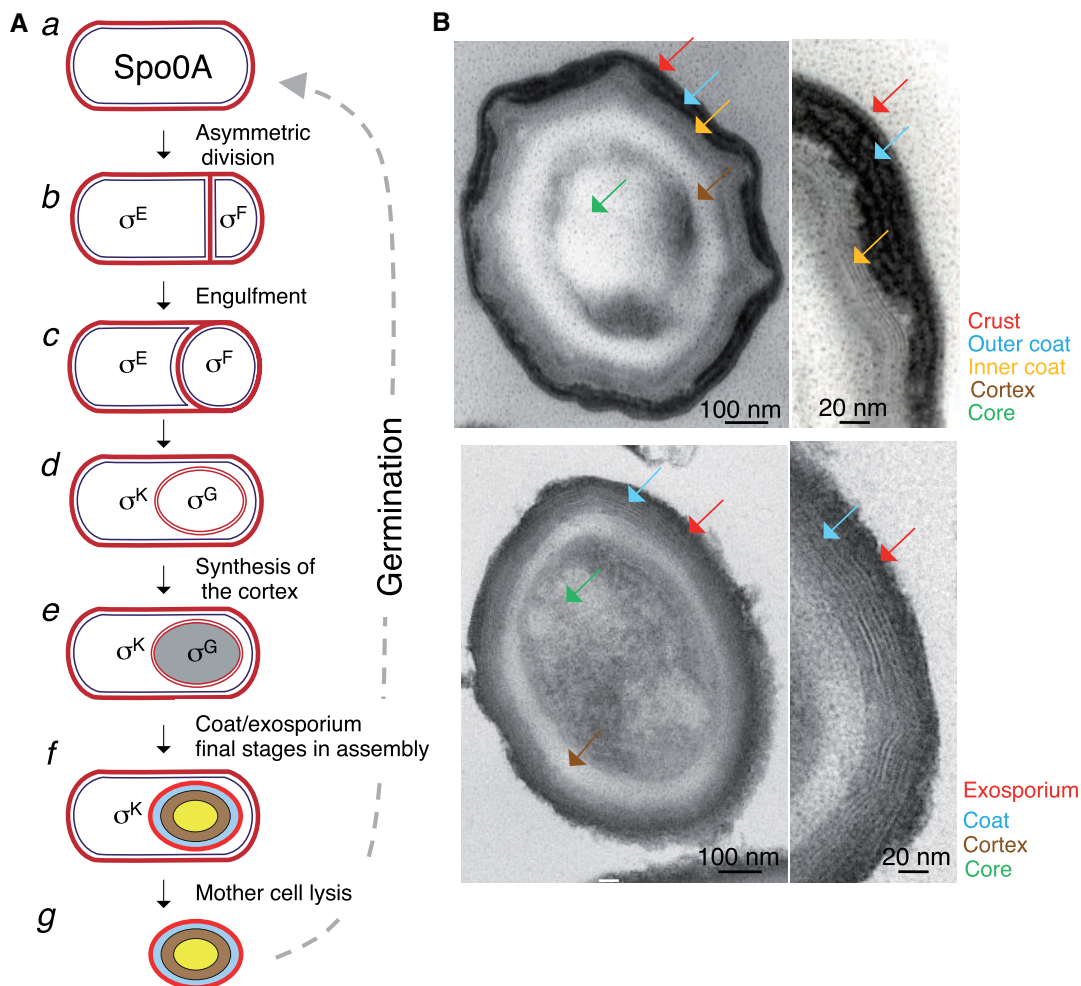 A
a
Spo0A
Asymmetric
division
b
σE
σF
Engulfment
c
σE
σF
d
σK
σG
Synthesis of
the cortex
e
σK
σG
Coat/exosporium
final stages in assembly
f
σK
Mother cell lysis
g
Germination
B
100 nm
20 nm
Crust
Outer coat
Inner coat
Cortex
Core
100 nm
20 nm
Exosporium
Coat
Cortex
Core